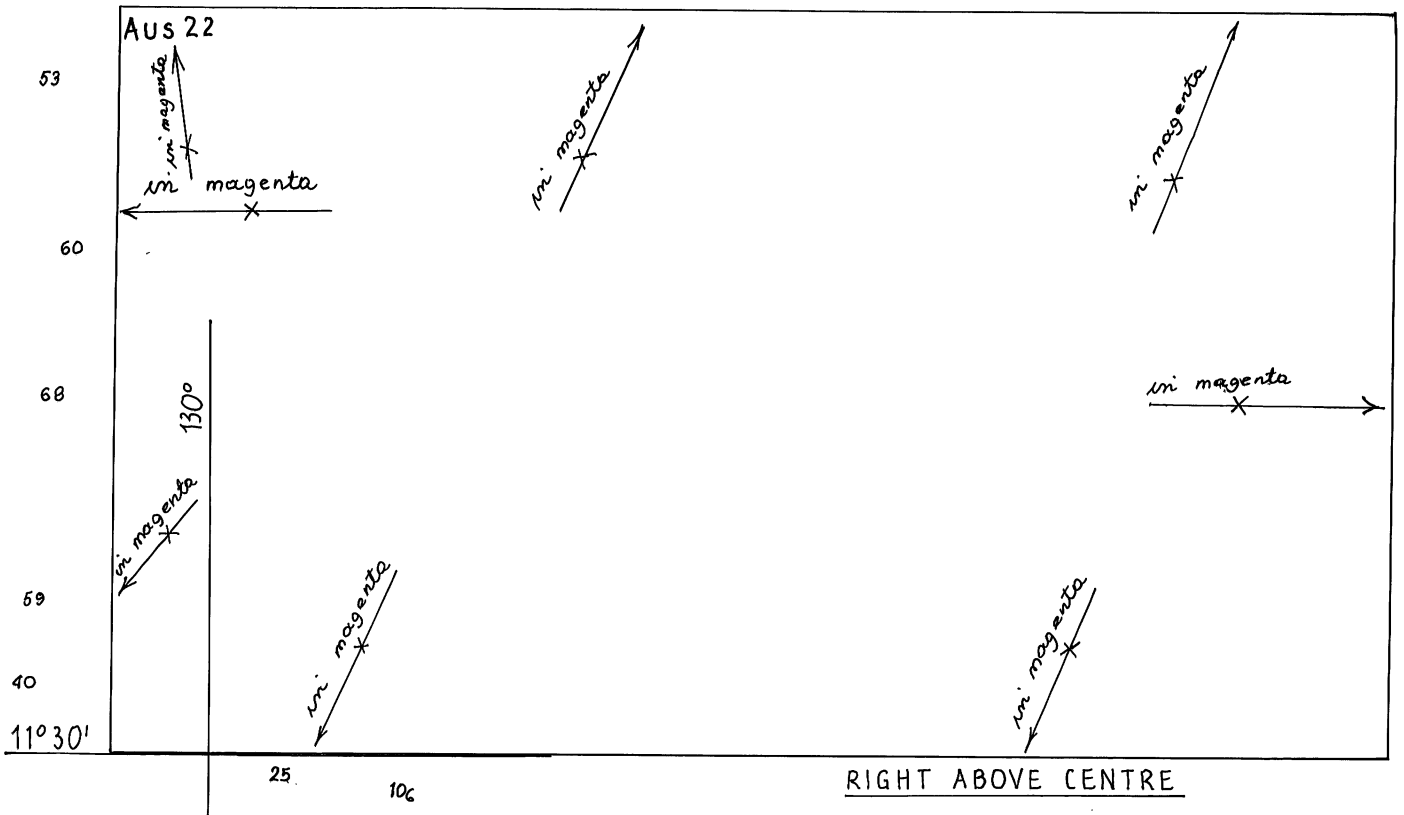 Aus 22
53
in magenta
in magenta
in magenta
in magenta
60
68
130°
in magenta
in magenta
59
in magenta
in magenta
40
11° 30'
25
10₆
RIGHT ABOVE CENTRE